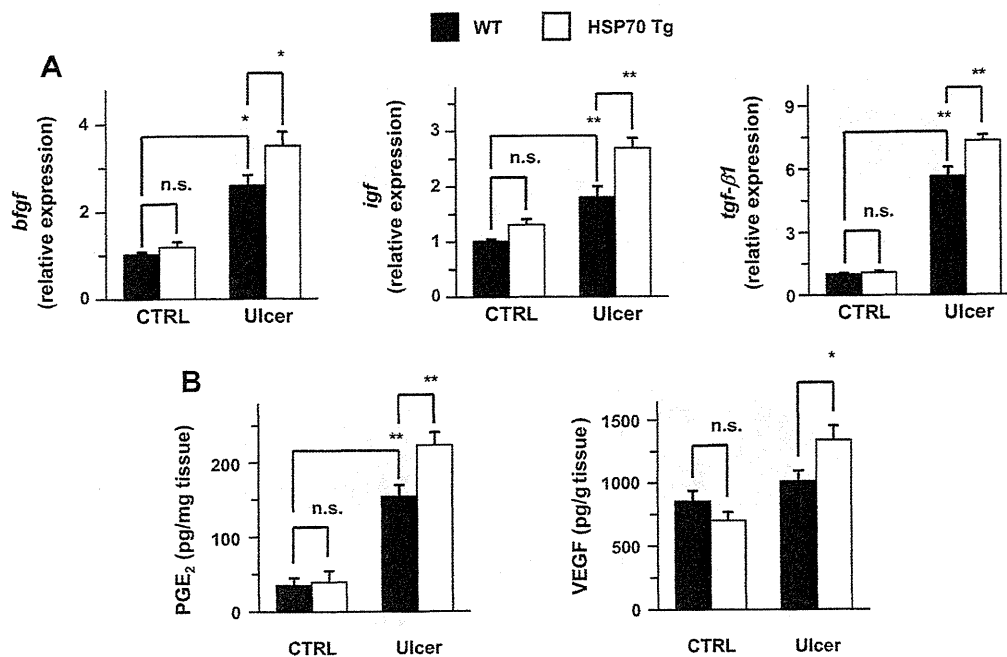 WT HSP70 Tg
A
bfgf
(relative expression)
4
2
0
n.s.
*
*
CTRL Ulcer
igf
(relative expression)
3
2
1
0
n.s.
**
**
CTRL Ulcer
tgf-β1
(relative expression)
9
6
3
0
n.s.
**
**
CTRL Ulcer
B
PGE2 (pg/mg tissue)
200
100
0
n.s.
**
**
CTRL Ulcer
VEGF (pg/g tissue)
1500
1000
500
0
n.s.
*
CTRL Ulcer